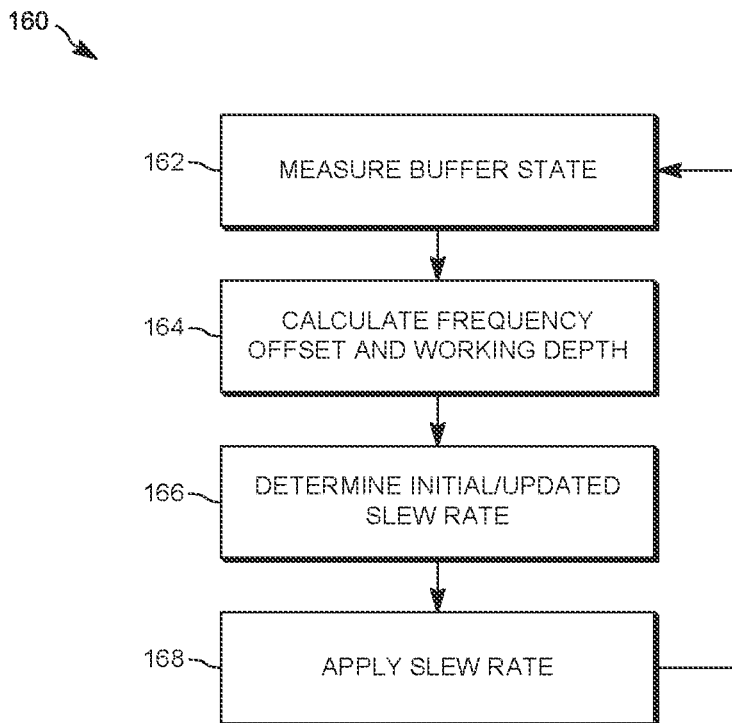 160
162
MEASURE BUFFER STATE
164
CALCULATE FREQUENCY
OFFSET AND WORKING DEPTH
166
DETERMINE INITIAL/UPDATED
SLEW RATE
168
APPLY SLEW RATE